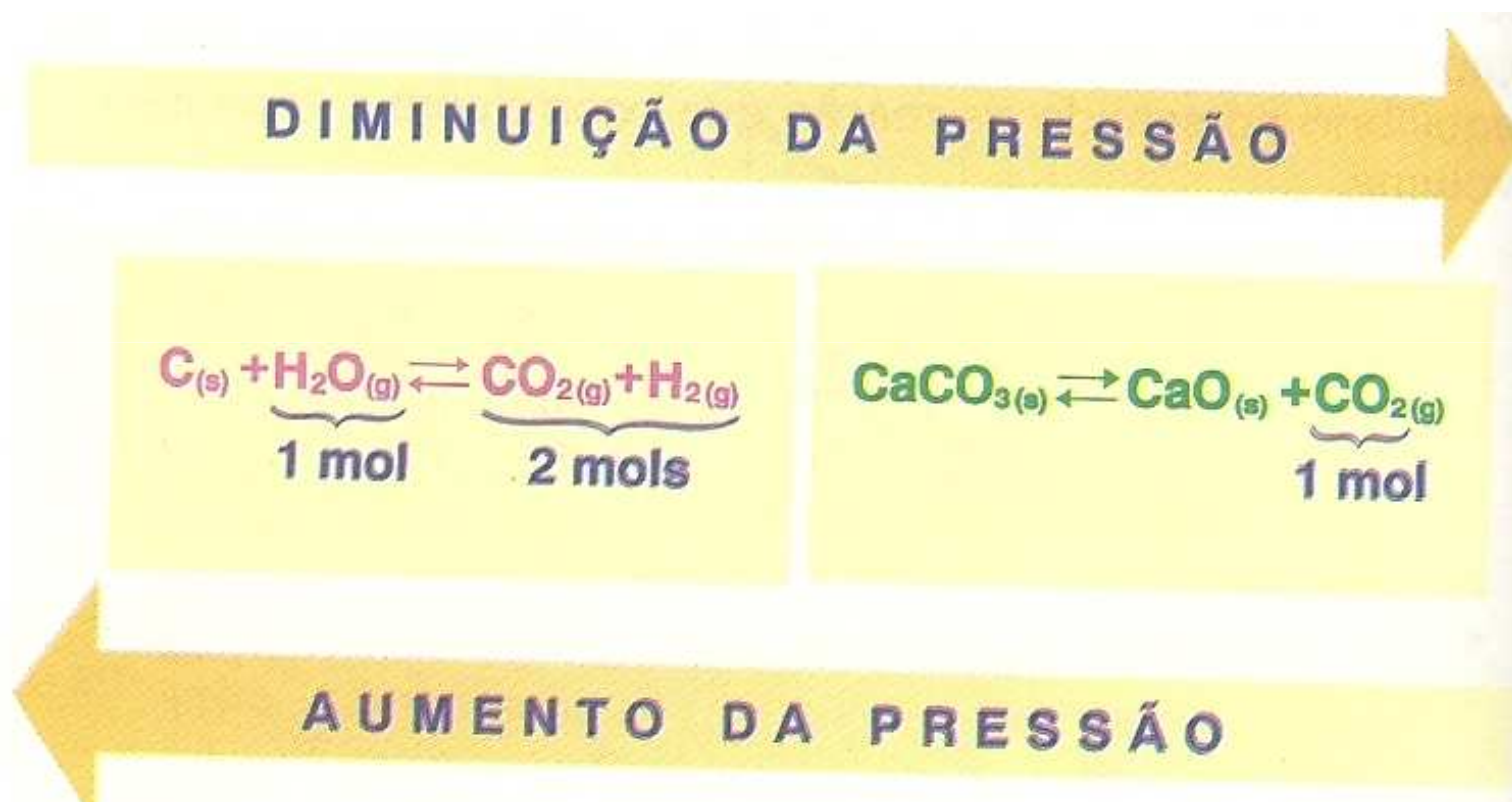 DIMINUIÇÃO DA PRESSÃO
C(s) + H₂O(g) ⇌ CO₂(g) + H₂(g)
1 mol 2 mols
CaCO₃(s) ⇌ CaO(s) + CO₂(g)
1 mol
AUMENTO DA PRESSÃO